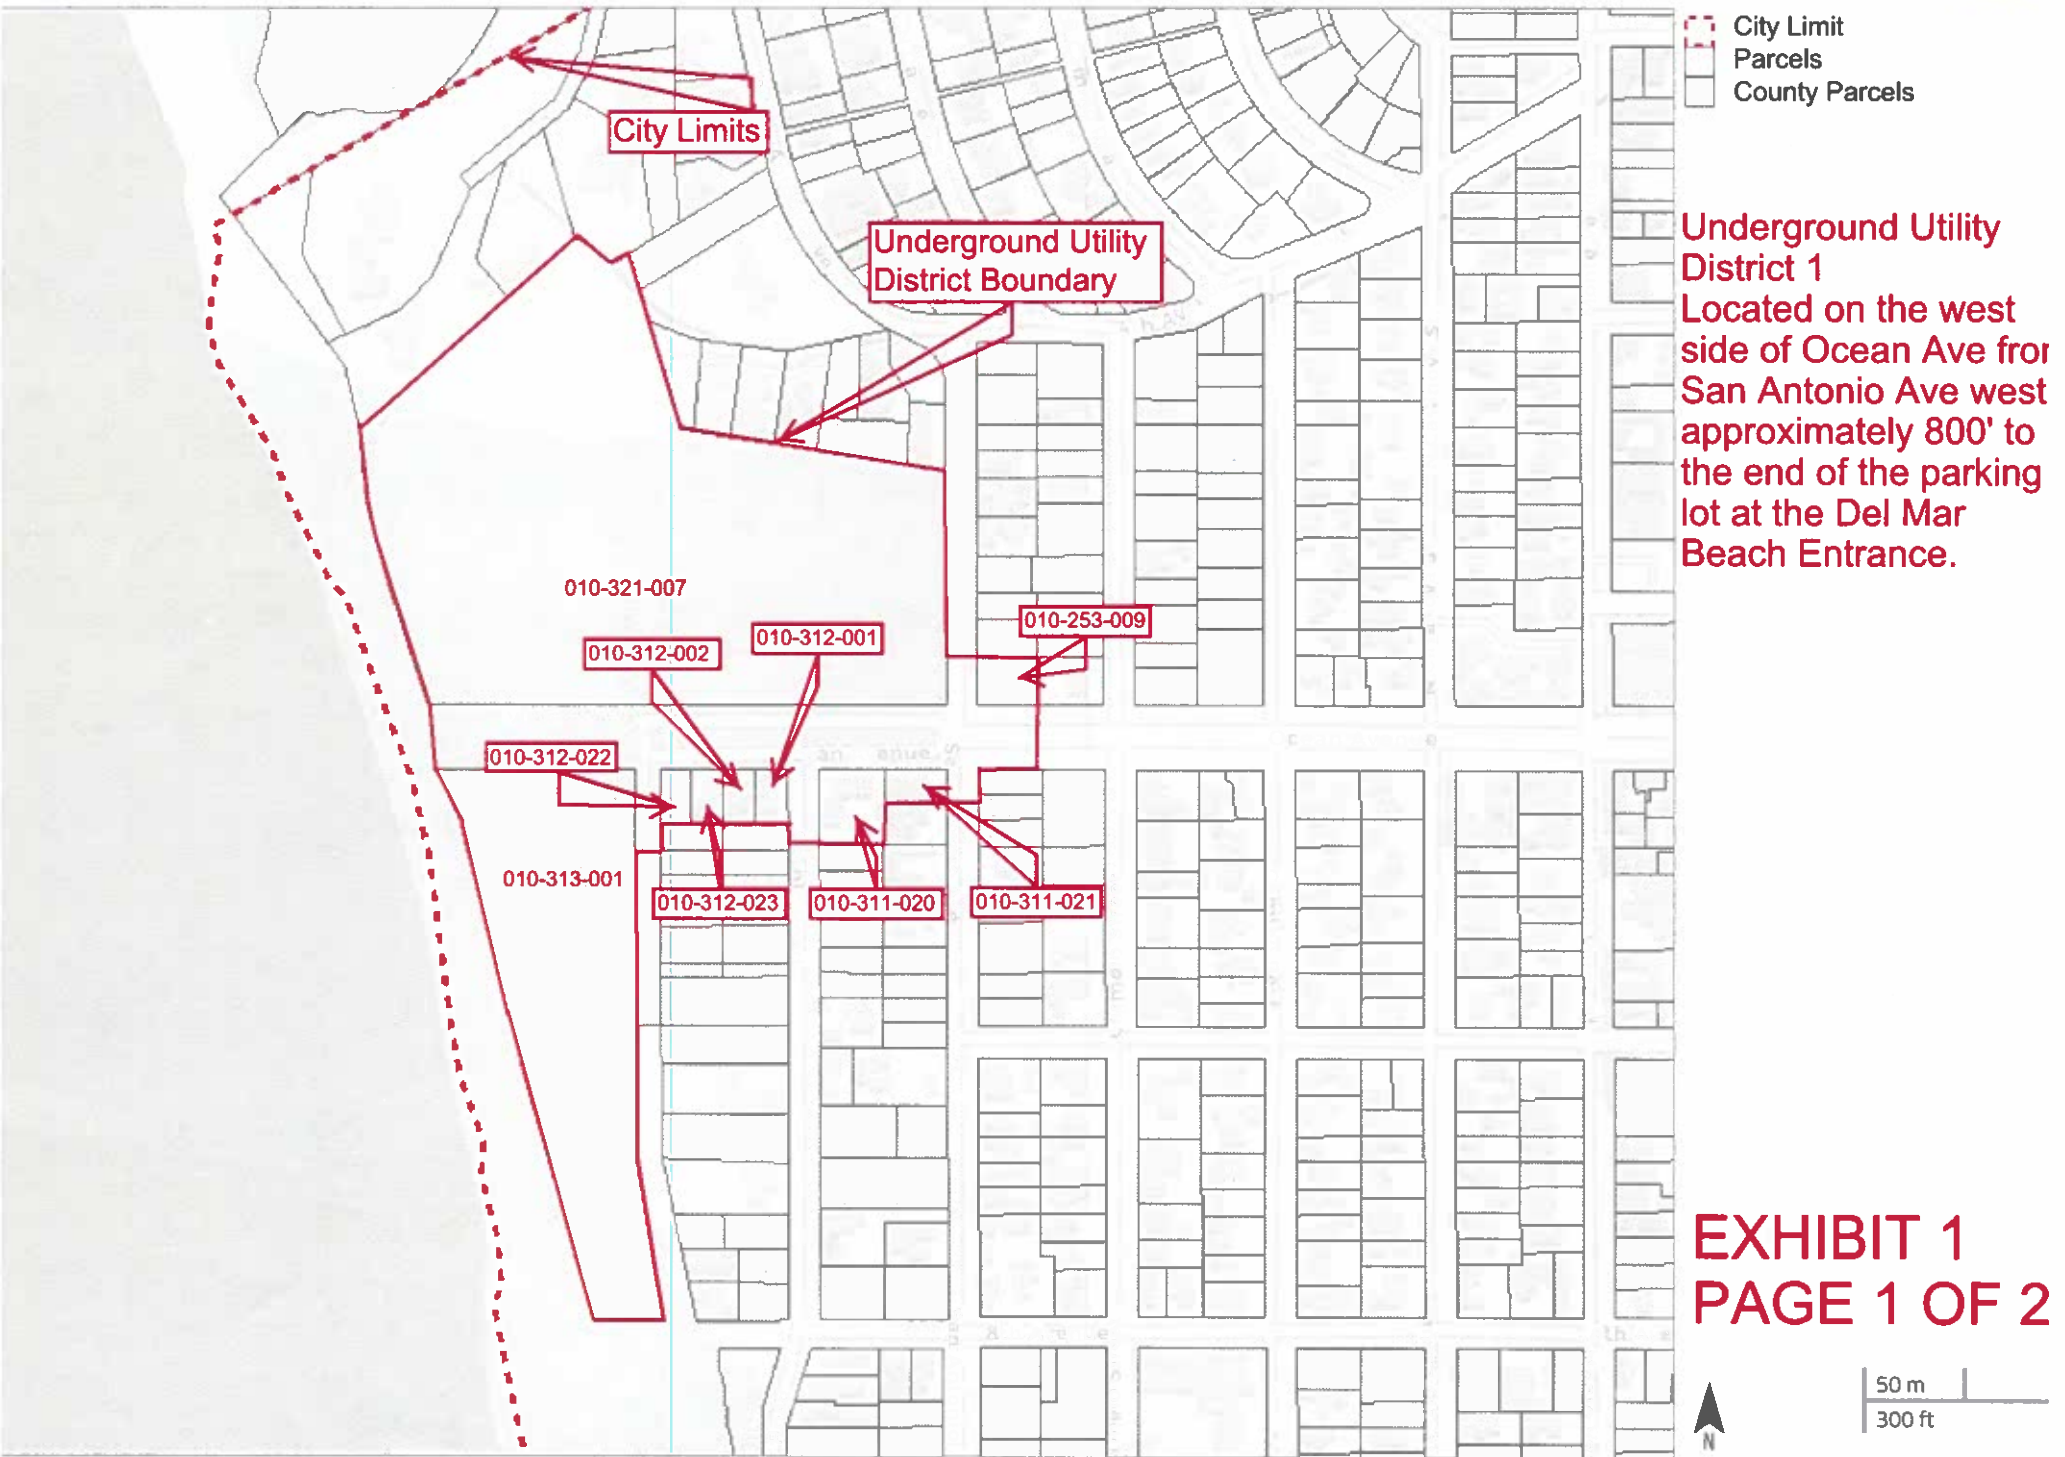 City Limit
Parcels
County Parcels
City Limits
Underground Utility
District Boundary
Underground Utility
District 1
Located on the west
side of Ocean Ave from
San Antonio Ave west
approximately 800' to
the end of the parking
lot at the Del Mar
Beach Entrance.
010-321-007
010-312-002
010-312-001
010-253-009
010-312-022
010-313-001
010-312-023
010-311-020
010-311-021
EXHIBIT 1
PAGE 1 OF 2
50 m
300 ft
N